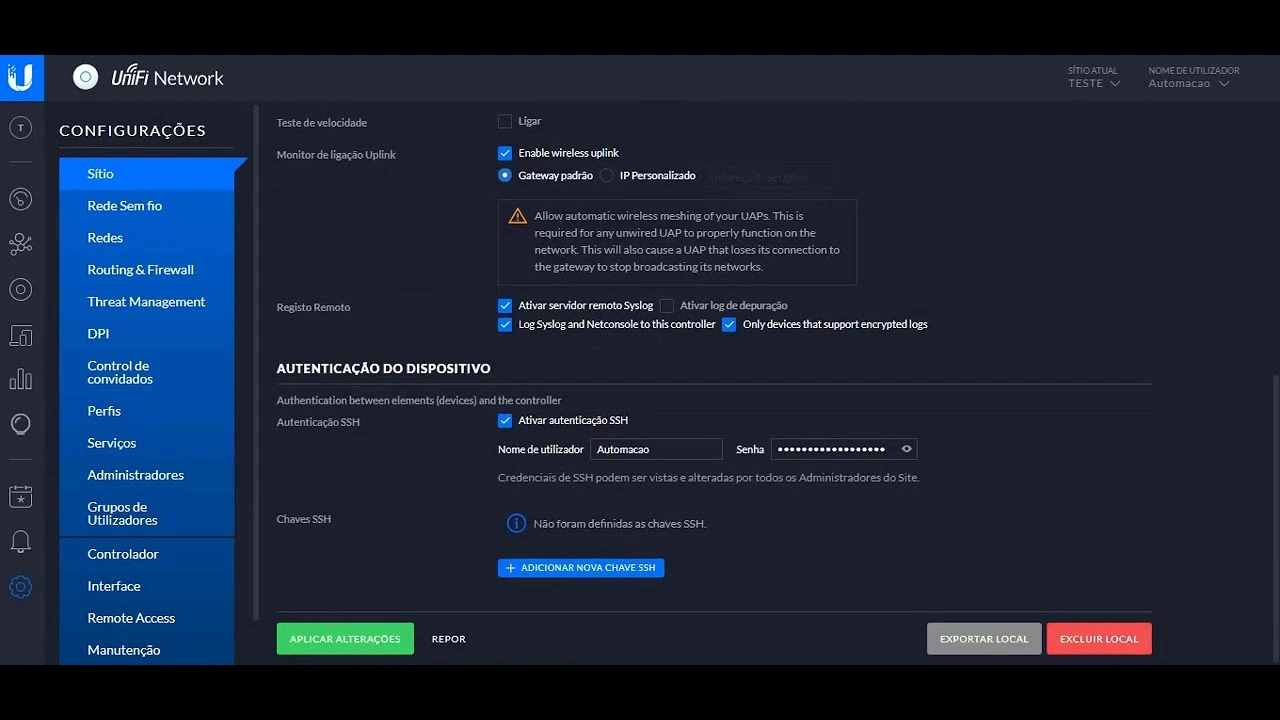 UniFi Network
SÍTIO ATUAL
TESTE
NOME DE UTILIZADOR
Automacao
T
CONFIGURAÇÕES
Sítio
Rede Sem fio
Redes
Routing & Firewall
Threat Management
DPI
Control de
convidados
Perfis
Serviços
Administradores
Grupos de
Utilizadores
Controlador
Interface
Remote Access
Manutenção
Teste de velocidade
Ligar
Monitor de ligação Uplink
Enable wireless uplink
Gateway padrão IP Personalizado
Allow automatic wireless meshing of your UAPs. This is
required for any unwired UAP to properly function on the
network. This will also cause a UAP that loses its connection to
the gateway to stop broadcasting its networks.
Registo Remoto
Ativar servidor remoto Syslog Ativar log de depuração
Log Syslog and Netconsole to this controller Only devices that support encrypted logs
AUTENTICAÇÃO DO DISPOSITIVO
Authentication between elements (devices) and the controller
Autenticação SSH
Ativar autenticação SSH
Nome de utilizador Automacao Senha ••••••••••••••••••
Credenciais de SSH podem ser vistas e alteradas por todos os Administradores do Site.
Chaves SSH
Não foram definidas as chaves SSH.
+ ADICIONAR NOVA CHAVE SSH
APLICAR ALTERAÇÕES
REPOR
EXPORTAR LOCAL
EXCLUIR LOCAL